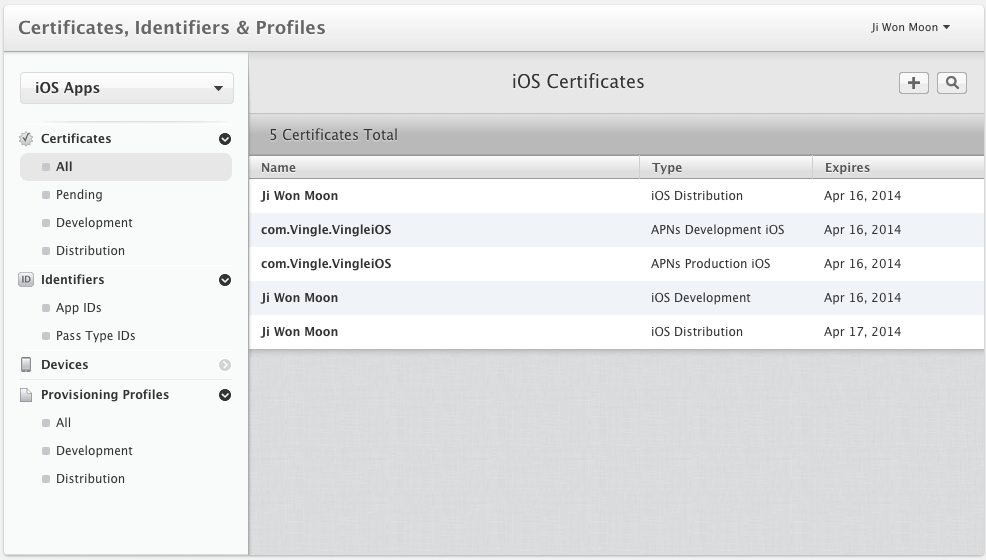 Certificates, Identifiers & Profiles
Ji Won Moon
iOS Apps
Certificates
All
Pending
Development
Distribution
ID Identifiers
App IDs
Pass Type IDs
Devices
Provisioning Profiles
All
Development
Distribution
iOS Certificates
5 Certificates Total
Name Type Expires
Ji Won Moon iOS Distribution Apr 16, 2014
com.Vingle.VingleiOS APNs Development iOS Apr 16, 2014
com.Vingle.VingleiOS APNs Production iOS Apr 16, 2014
Ji Won Moon iOS Development Apr 16, 2014
Ji Won Moon iOS Distribution Apr 17, 2014